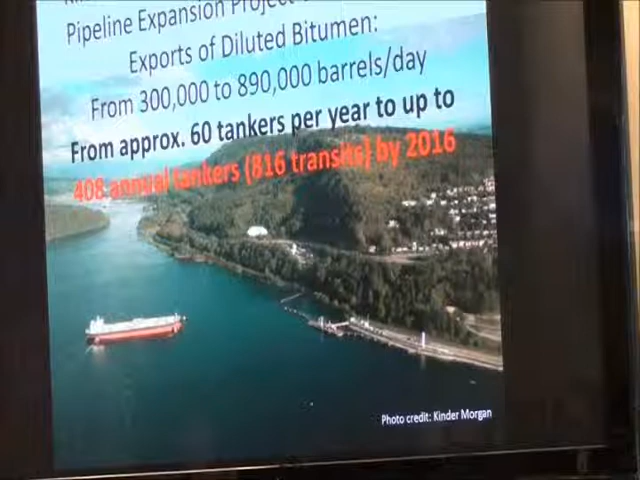 Pipeline Expansion Project
Exports of Diluted Bitumen:
From 300,000 to 890,000 barrels/day
From approx. 60 tankers per year to up to
408 annual tankers (816 transits) by 2016
Photo credit: Kinder Morgan